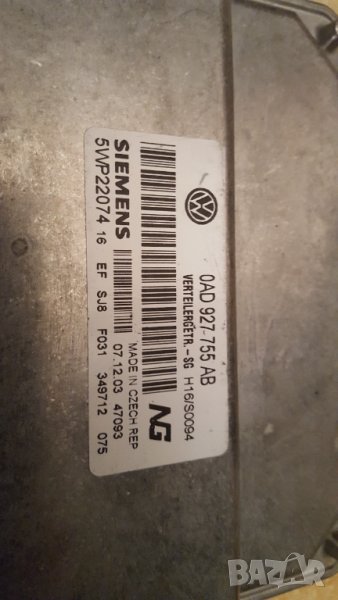 0AD 927-755 AB
VERTEILERGETR.-SG H16/S0094
NG
MADE IN CZECH REP
SIEMENS
07.12.03 47093
5WP22074 16 EF SJ8 F031 349712 075
BAZAR